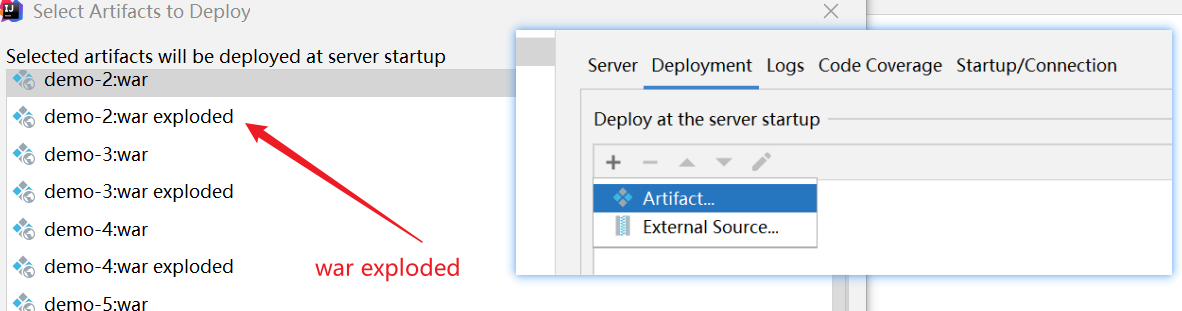 Select Artifacts to Deploy
Selected artifacts will be deployed at server startup
demo-2:war
demo-2:war exploded
demo-3:war
demo-3:war exploded
demo-4:war
demo-4:war exploded
demo-5:war
war exploded
Server Deployment Logs Code Coverage Startup/Connection
Deploy at the server startup
Artifact...
External Source...